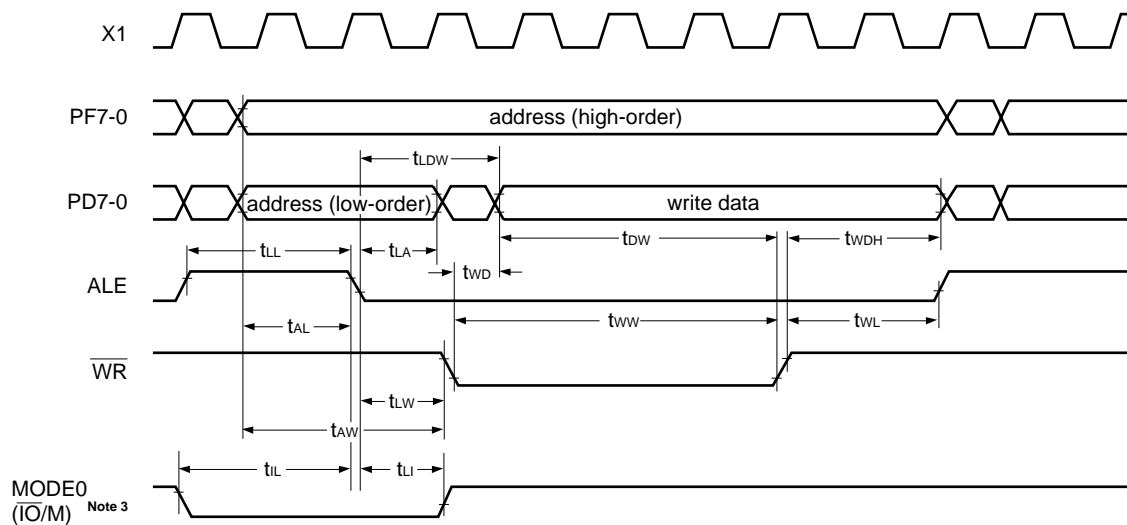 X1
PF7-0
address (high-order)
tLDW
PD7-0
address (low-order)
write data
tLL
tLA
tDW
tWDH
tWD
ALE
tAL
tWW
tWL
WR
tLW
tAW
tIL
tLI
MODE0
(IO/M) Note 3